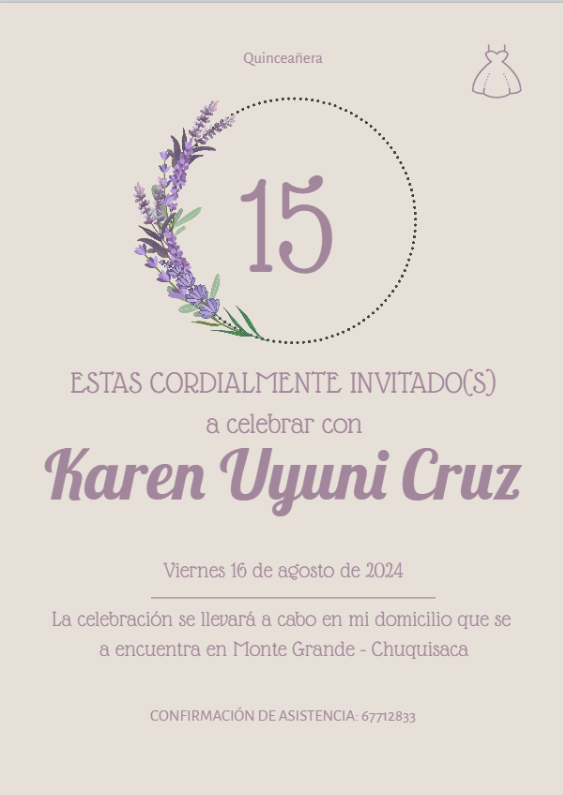 Quinceañera
15
ESTAS CORDIALMENTE INVITADO(S)
a celebrar con
Karen Uyuni Cruz
Viernes 16 de agosto de 2024
La celebración se llevará a cabo en mi domicilio que se
a encuentra en Monte Grande - Chuquisaca
CONFIRMACIÓN DE ASISTENCIA: 67712833